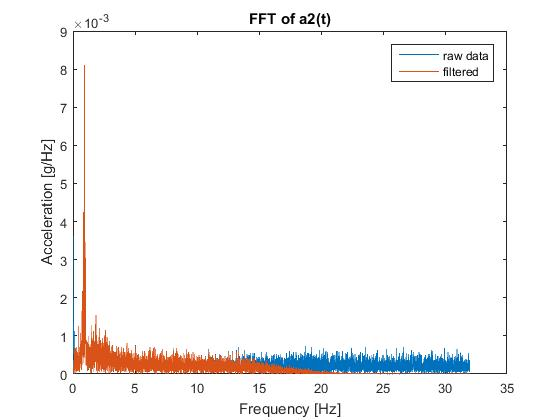 FFT of a2(t)
×10-3
9
8
7
6
5
4
3
2
1
0
Acceleration [g/Hz]
raw data
filtered
0 5 10 15 20 25 30 35
Frequency [Hz]